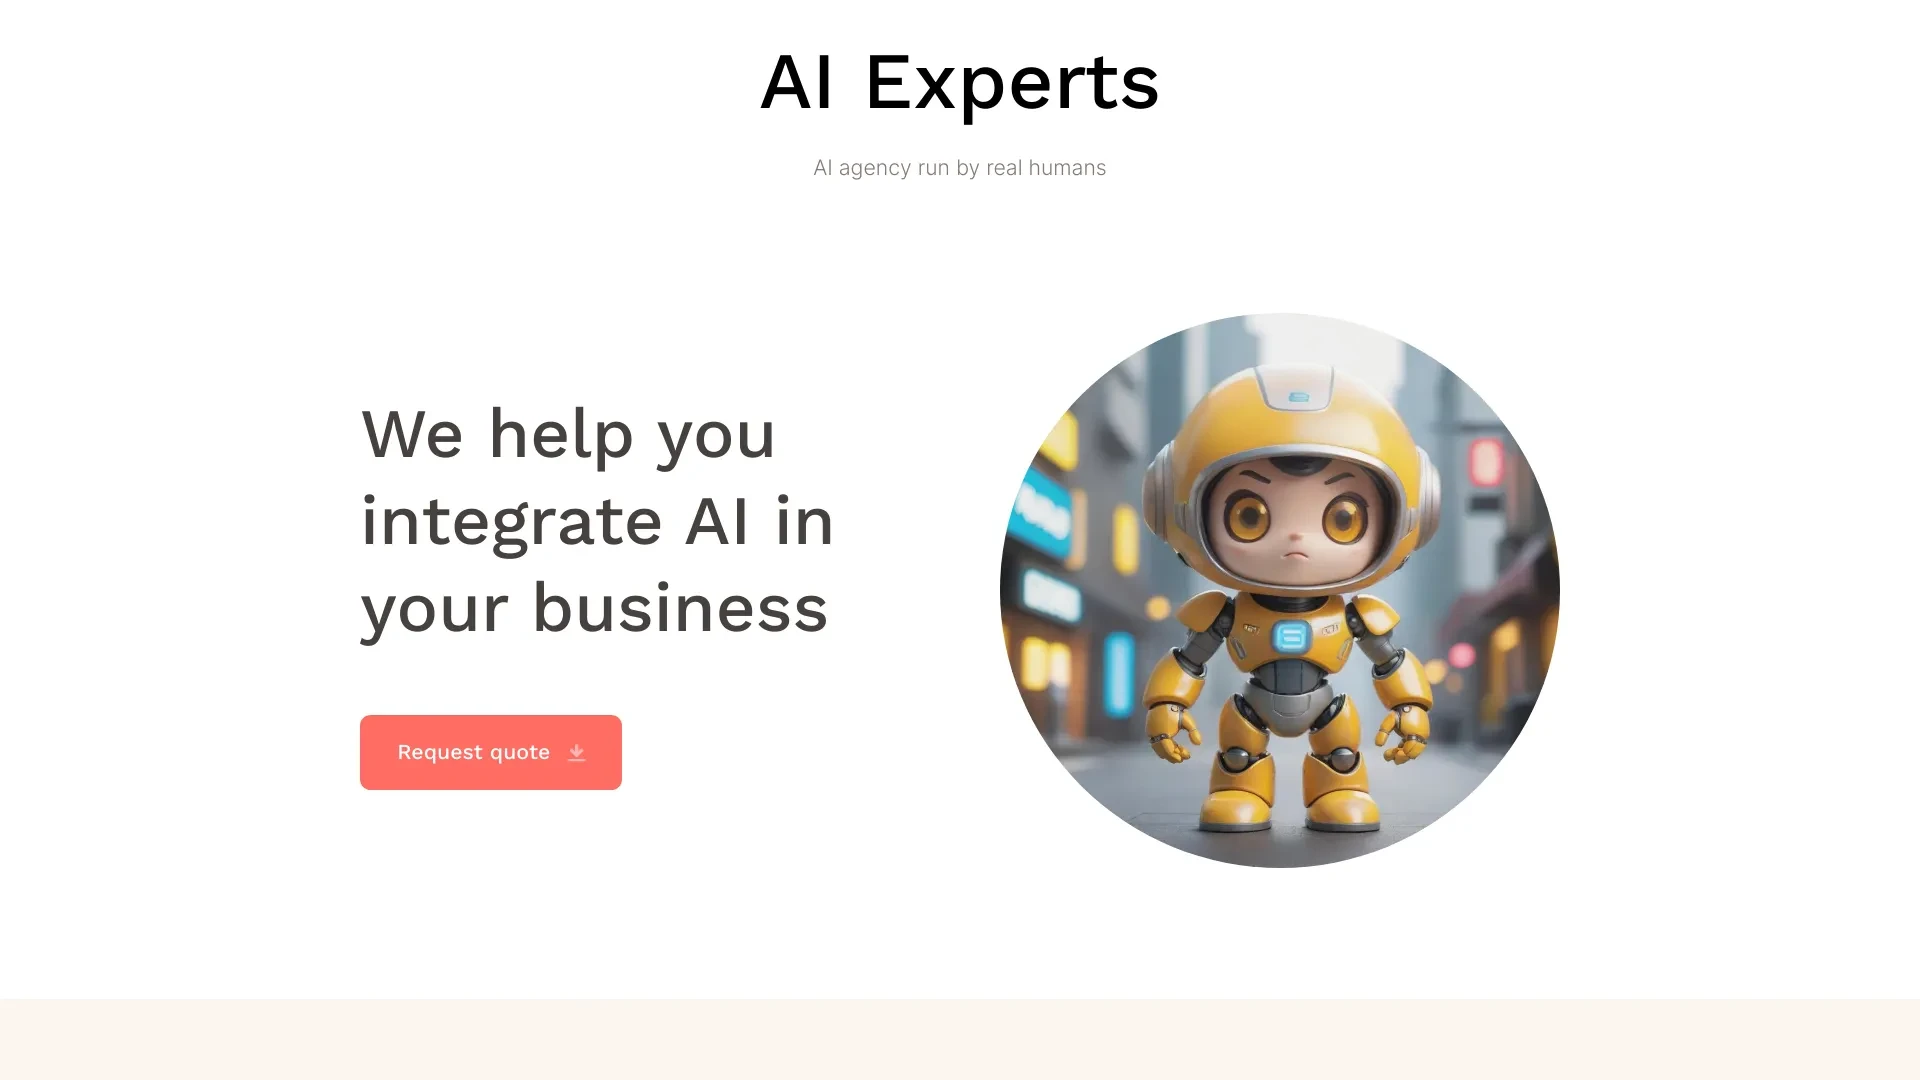 AI Experts
AI agency run by real humans
We help you
integrate AI in
your business
Request quote